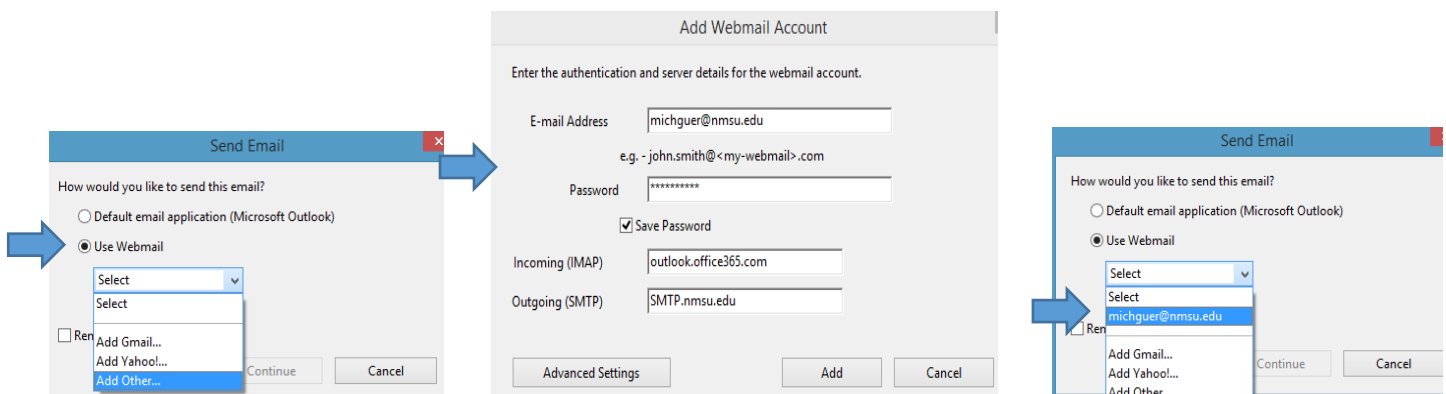 Send Email
x
How would you like to send this email?
Default email application (Microsoft Outlook)
Use Webmail
Select
Select
Add Gmail...
Add Yahoo!...
Add Other...
Continue
Cancel
Add Webmail Account
Enter the authentication and server details for the webmail account.
E-mail Address michguer@nmsu.edu
e.g. - john.smith@<my-webmail>.com
Password **********
Save Password
Incoming (IMAP) outlook.office365.com
Outgoing (SMTP) SMTP.nmsu.edu
Advanced Settings Add Cancel
Send Email
How would you like to send this email?
Default email application (Microsoft Outlook)
Use Webmail
Select
Select
michguer@nmsu.edu
Add Gmail...
Add Yahoo!...
Add Other
Continue
Cancel